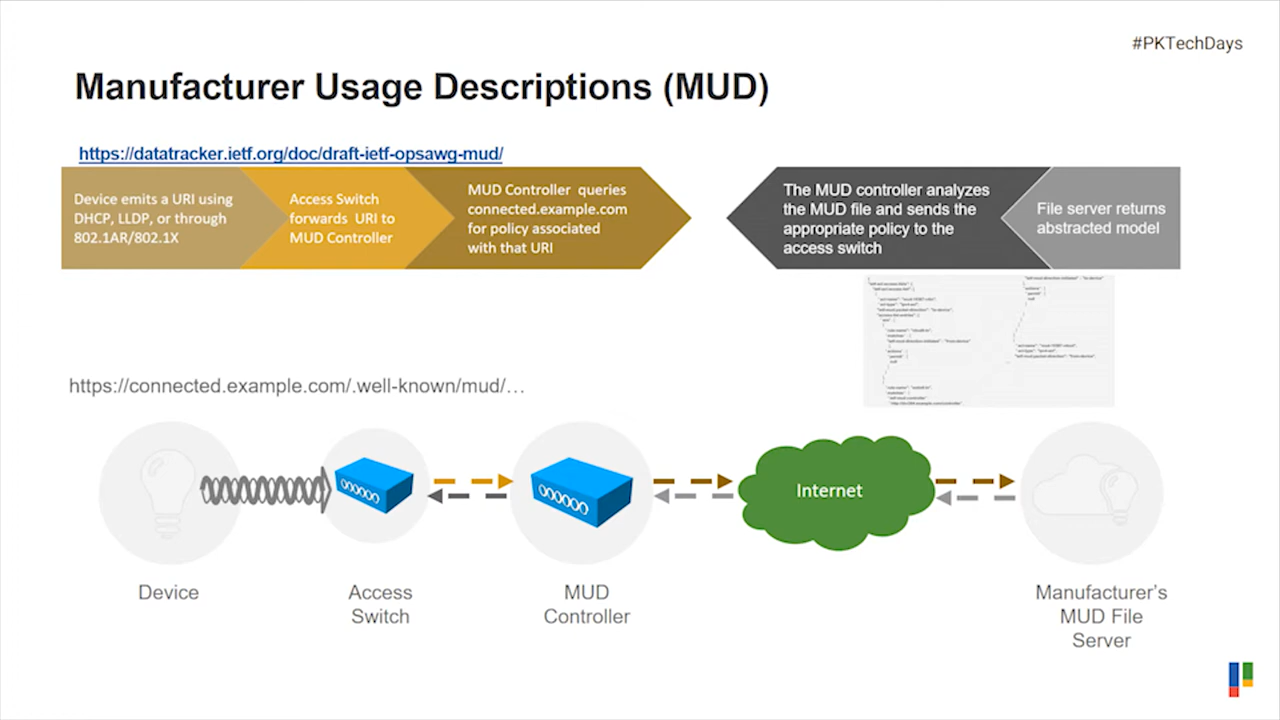 #PKTechDays
Manufacturer Usage Descriptions (MUD)
https://datatracker.ietf.org/doc/draft-ietf-opsawg-mud/
Device emits a URI using
DHCP, LLDP, or through
802.1AR/802.1X
Access Switch
forwards URI to
MUD Controller
MUD Controller queries
connected.example.com
for policy associated
with that URI
The MUD controller analyzes
the MUD file and sends the
appropriate policy to the
access switch
File server returns
abstracted model
https://connected.example.com/.well-known/mud/…
Internet
Device
Access
Switch
MUD
Controller
Manufacturer’s
MUD File
Server